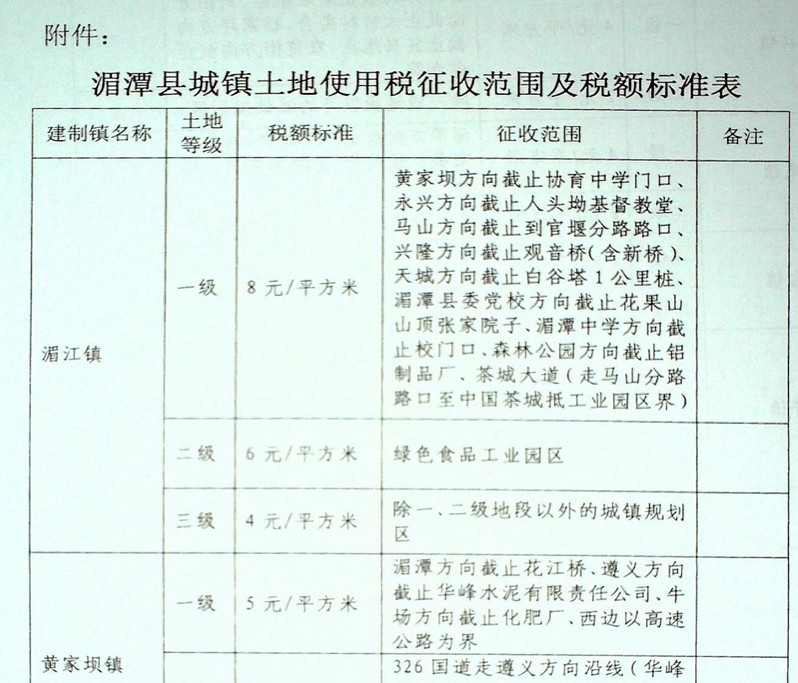 附件：
湄潭县城镇土地使用税征收范围及税额标准表
建制镇名称
土地
等级
税额标准
征收范围
备注
湄江镇
一级
8 元/平方米
黄家坝方向截止协育中学门口、
永兴方向截止人头坳基督教堂、
马山方向截止到官堰分路路口、
兴隆方向截止观音桥(含新桥)、
天城方向截止白谷塔 1 公里桩、
湄潭县委党校方向截止花果山
山顶张家院子、湄潭中学方向截
止校门口、森林公园方向截止铝
制品厂、茶城大道(走马山分路
路口至中国茶城抵工业园区界)
二级
6 元/平方米
绿色食品工业园区
三级
4 元/平方米
除一、二级地段以外的城镇规划
区
黄家坝镇
一级
5 元/平方米
湄潭方向截止花江桥、遵义方向
截止华峰水泥有限责任公司、牛
场方向截止化肥厂、西边以高速
公路为界
326 国道走遵义方向沿线(华峰